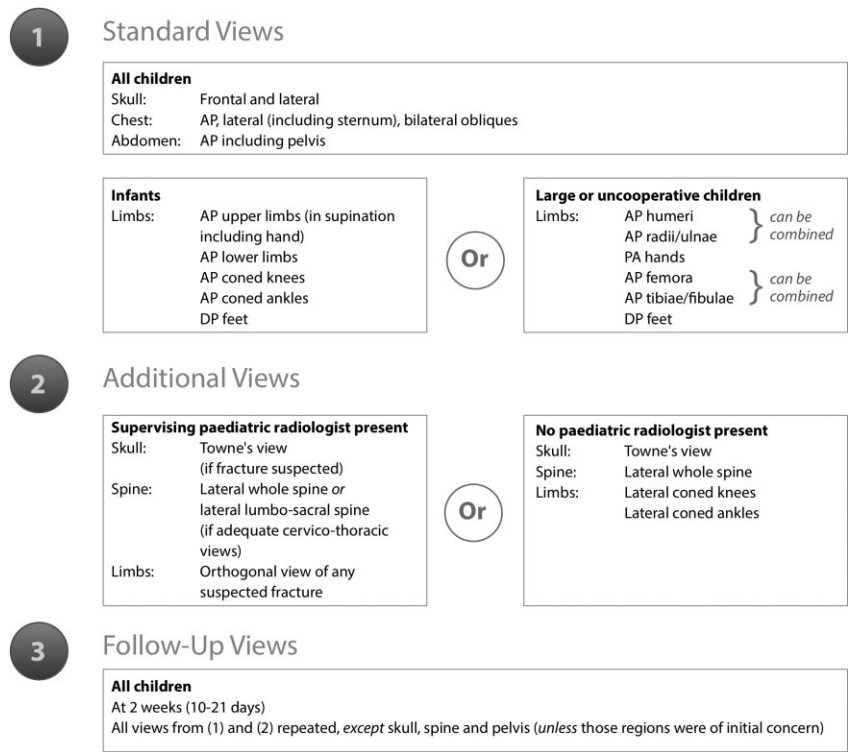 1
Standard Views
All children
Skull: Frontal and lateral
Chest: AP, lateral (including sternum), bilateral obliques
Abdomen: AP including pelvis
Infants
Limbs: AP upper limbs (in supination
including hand)
AP lower limbs
AP coned knees
AP coned ankles
DP feet
Or
Large or uncooperative children
Limbs: AP humeri
AP radii/ulnae
} can be
combined
PA hands
AP femora
AP tibiae/fibulae
} can be
combined
DP feet
2
Additional Views
Supervising paediatric radiologist present
Skull: Towne's view
(if fracture suspected)
Spine: Lateral whole spine or
lateral lumbo-sacral spine
(if adequate cervico-thoracic
views)
Limbs: Orthogonal view of any
suspected fracture
Or
No paediatric radiologist present
Skull: Towne's view
Spine: Lateral whole spine
Limbs: Lateral coned knees
Lateral coned ankles
3
Follow-Up Views
All children
At 2 weeks (10-21 days)
All views from (1) and (2) repeated, except skull, spine and pelvis (unless those regions were of initial concern)